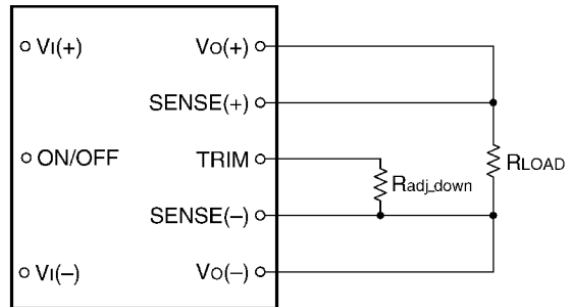 VI(+)
VO(+)
SENSE(+)
ON/OFF
TRIM
RLOAD
Radj_down
SENSE(–)
VI(–)
VO(–)